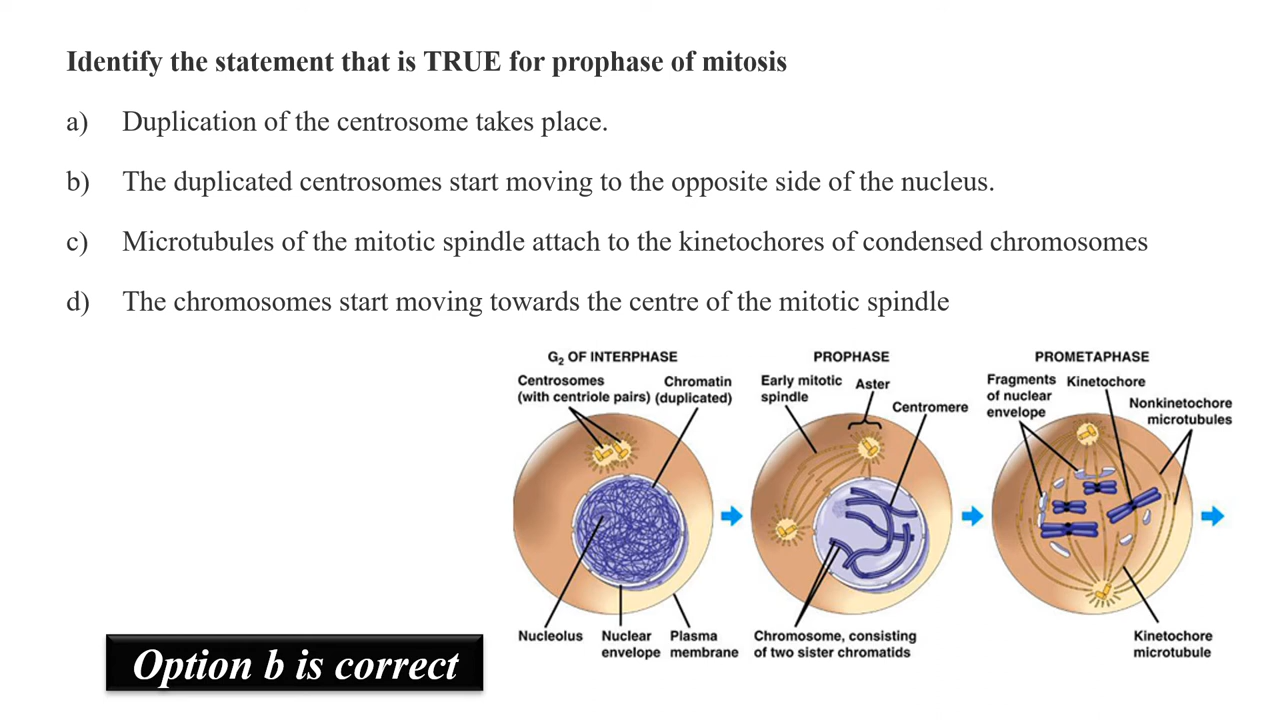 Identify the statement that is TRUE for prophase of mitosis
a) Duplication of the centrosome takes place.
b) The duplicated centrosomes start moving to the opposite side of the nucleus.
c) Microtubules of the mitotic spindle attach to the kinetochores of condensed chromosomes
d) The chromosomes start moving towards the centre of the mitotic spindle
G2 OF INTERPHASE
Centrosomes
(with centriole pairs)
Chromatin
(duplicated)
Nucleolus
Nuclear
envelope
Plasma
membrane
PROPHASE
Early mitotic
spindle
Aster
Centromere
Chromosome, consisting
of two sister chromatids
PROMETAPHASE
Fragments
of nuclear
envelope
Kinetochore
Nonkinetochore
microtubules
Kinetochore
microtubule
Option b is correct